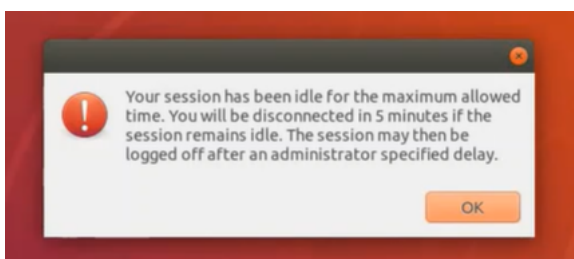 Your session has been idle for the maximum allowed
time. You will be disconnected in 5 minutes if the
session remains idle. The session may then be
logged off after an administrator specified delay.
OK